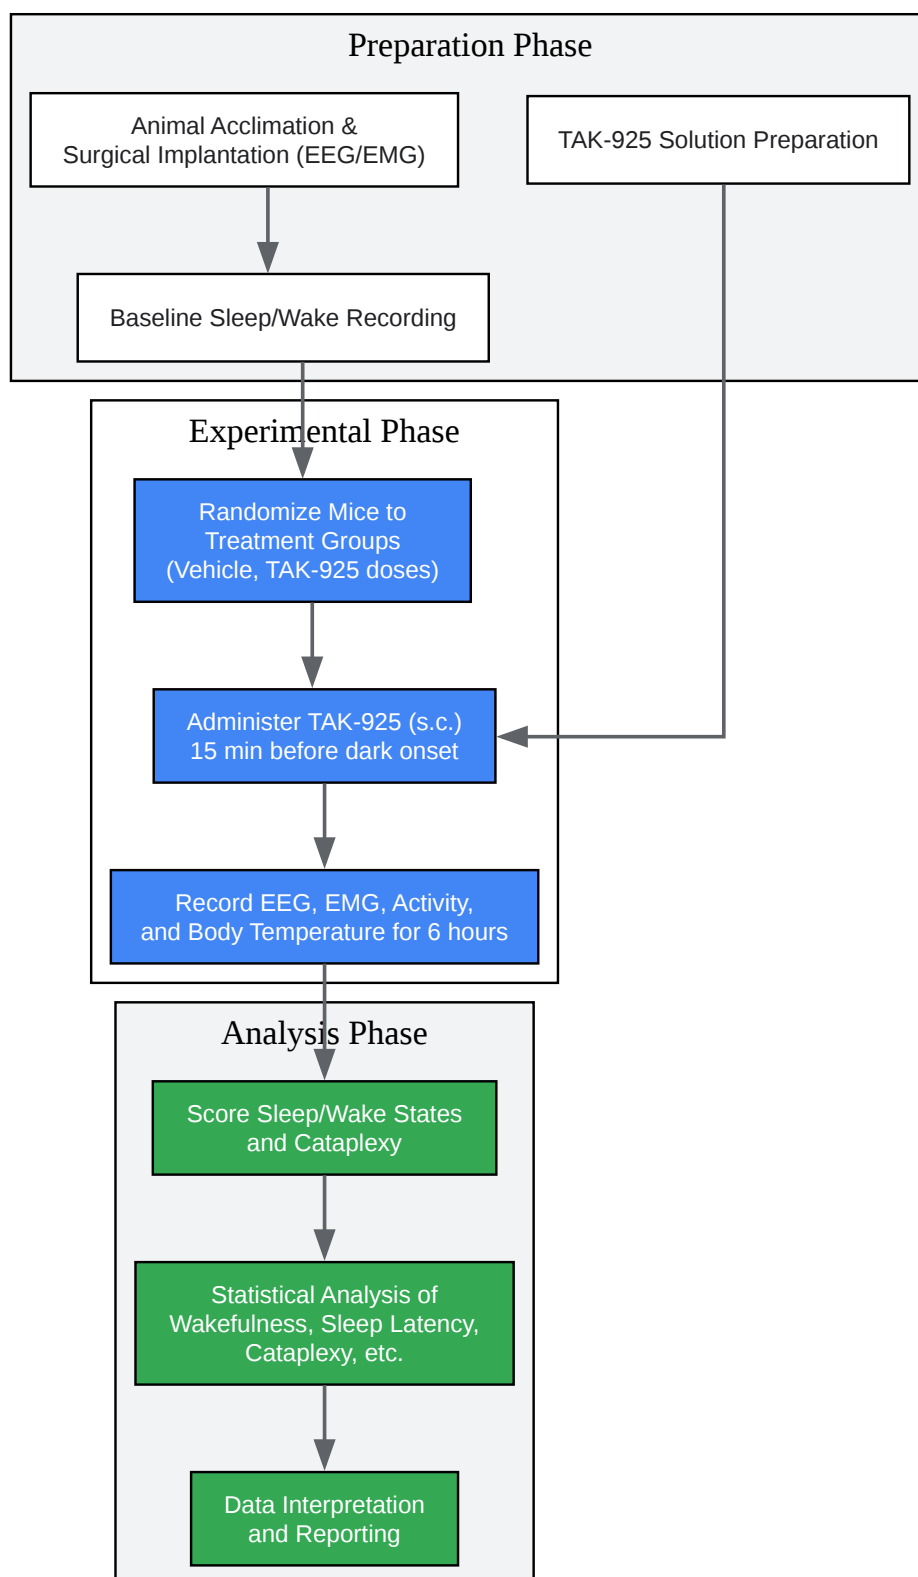 Preparation Phase
Animal Acclimation &
Surgical Implantation (EEG/EMG)
TAK-925 Solution Preparation
Baseline Sleep/Wake Recording
Experimental Phase
Randomize Mice to
Treatment Groups
(Vehicle, TAK-925 doses)
Administer TAK-925 (s.c.)
15 min before dark onset
Record EEG, EMG, Activity,
and Body Temperature for 6 hours
Analysis Phase
Score Sleep/Wake States
and Cataplexy
Statistical Analysis of
Wakefulness, Sleep Latency,
Cataplexy, etc.
Data Interpretation
and Reporting